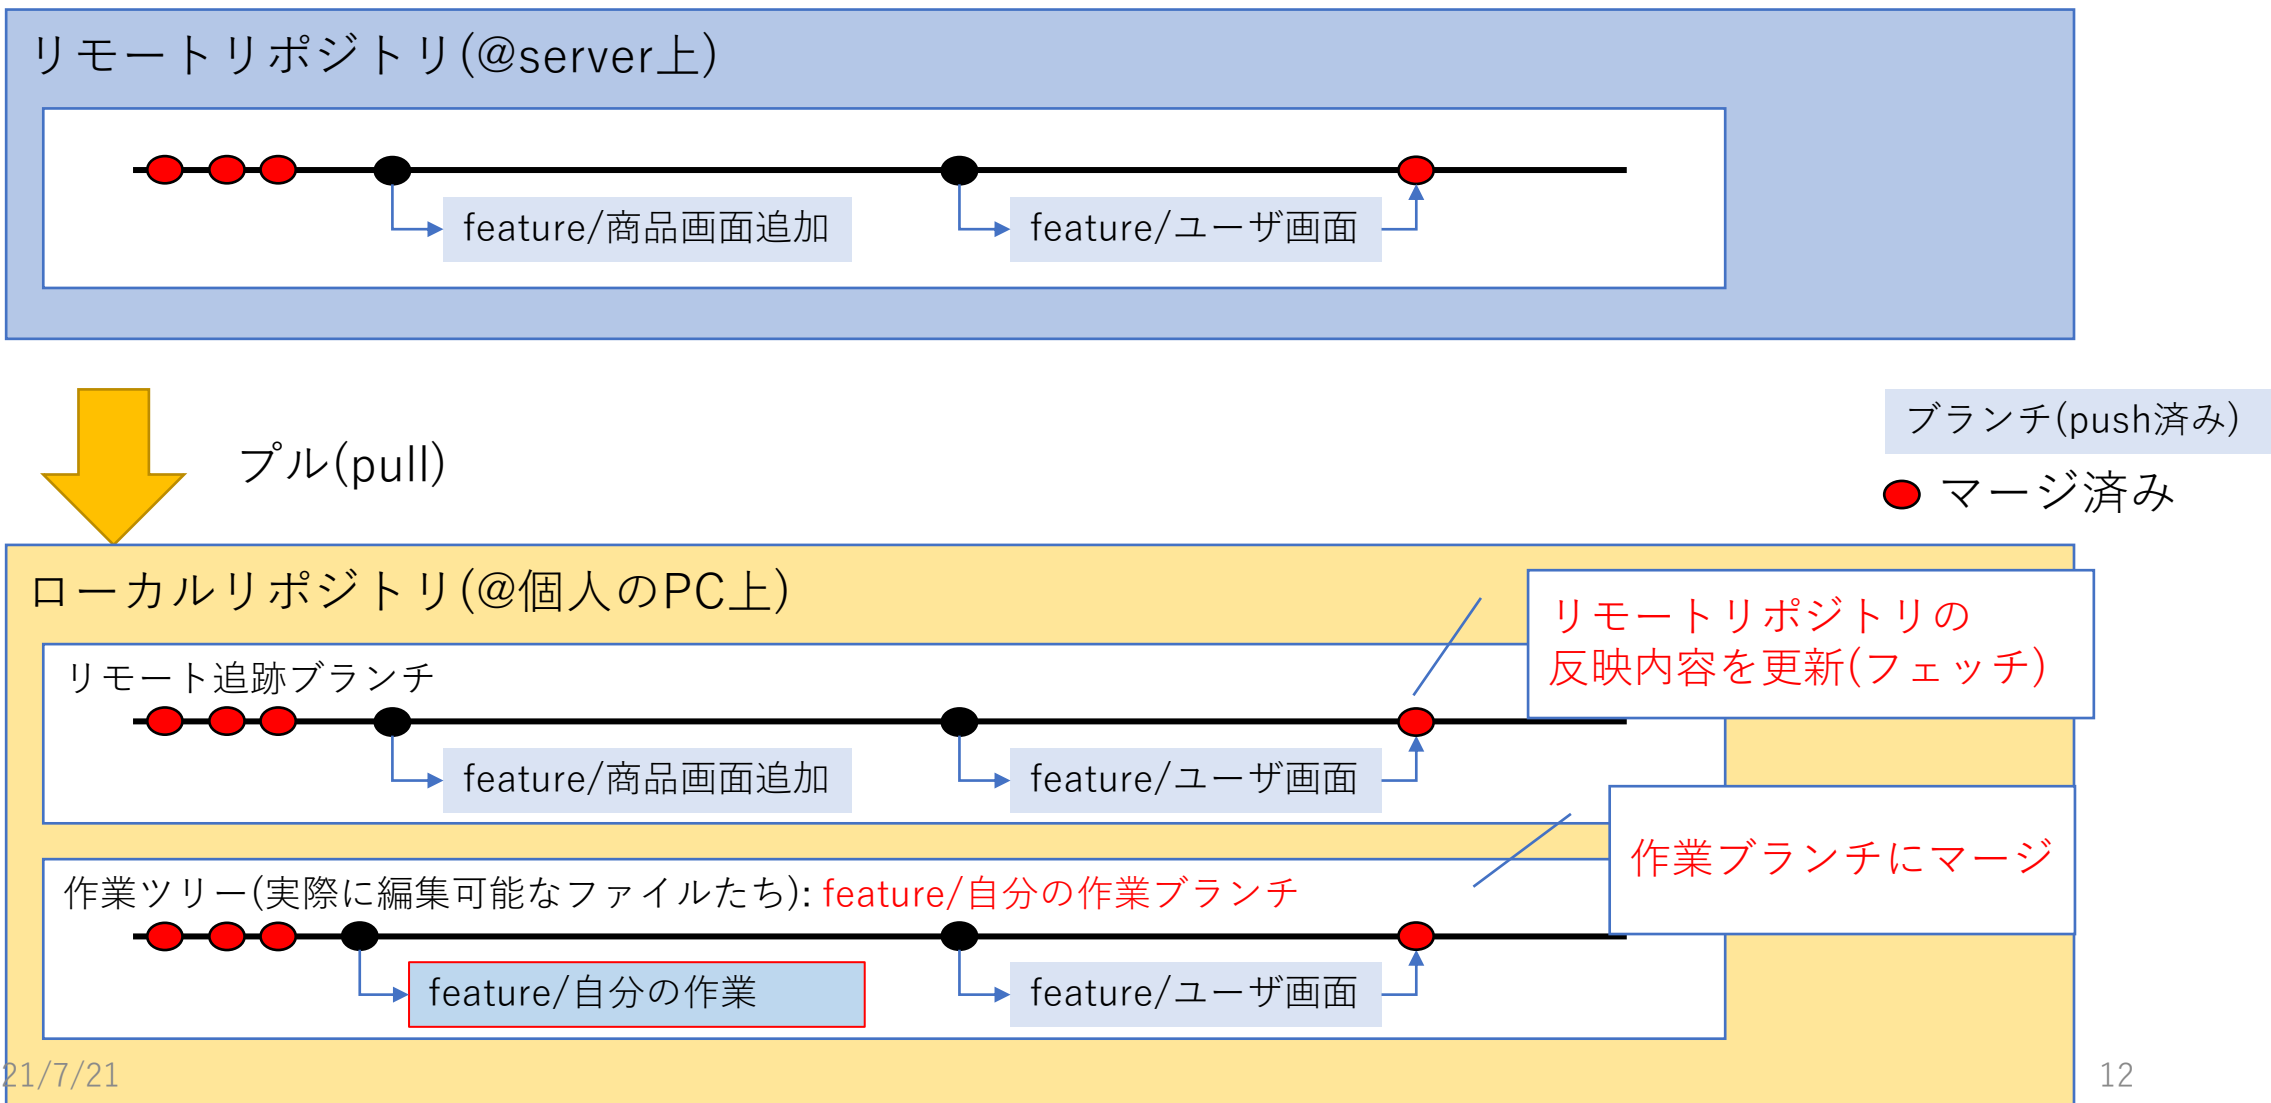 リモートリポジトリ(@server上)
feature/商品画面追加
feature/ユーザ画面
プル(pull)
ブランチ(push済み)
マージ済み
ローカルリポジトリ(@個人のPC上)
リモートリポジトリの
反映内容を更新(フェッチ)
リモート追跡ブランチ
feature/商品画面追加
feature/ユーザ画面
作業ブランチにマージ
作業ツリー(実際に編集可能なファイルたち): feature/自分の作業ブランチ
feature/自分の作業
feature/ユーザ画面
21/7/21
12